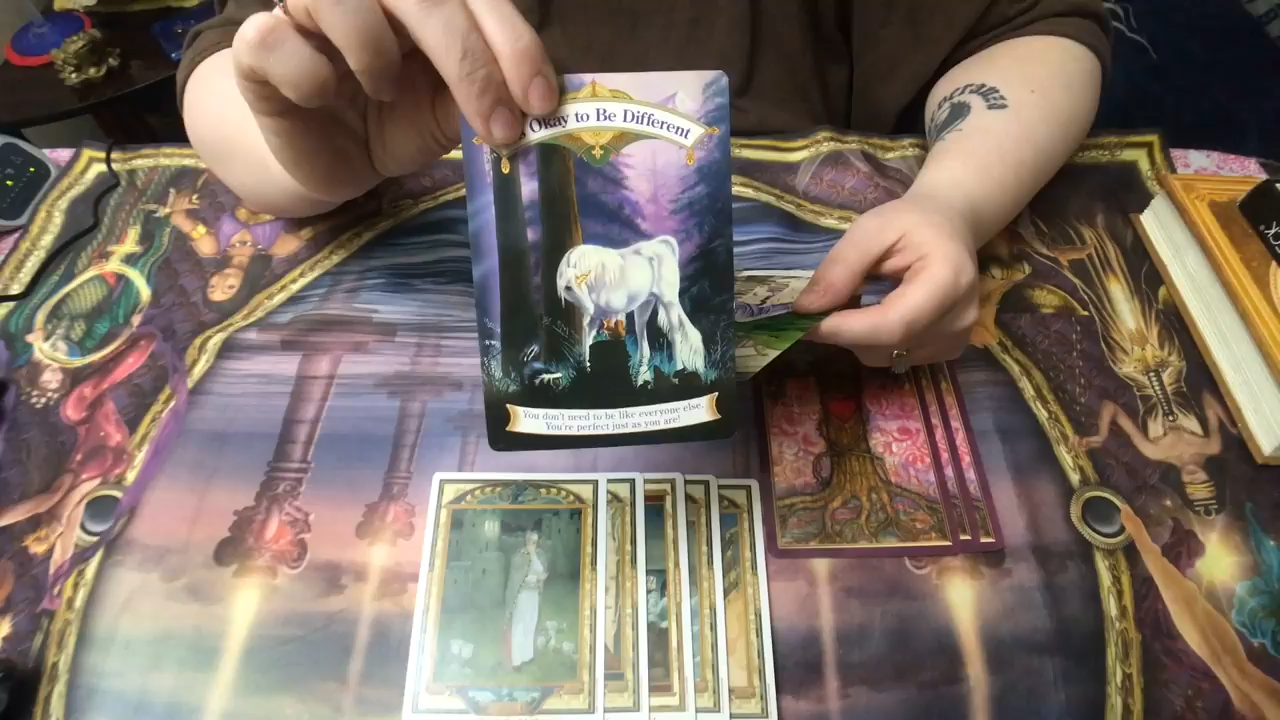 Okay to Be Different
You don't need to be like everyone else.
You're perfect just as you are!